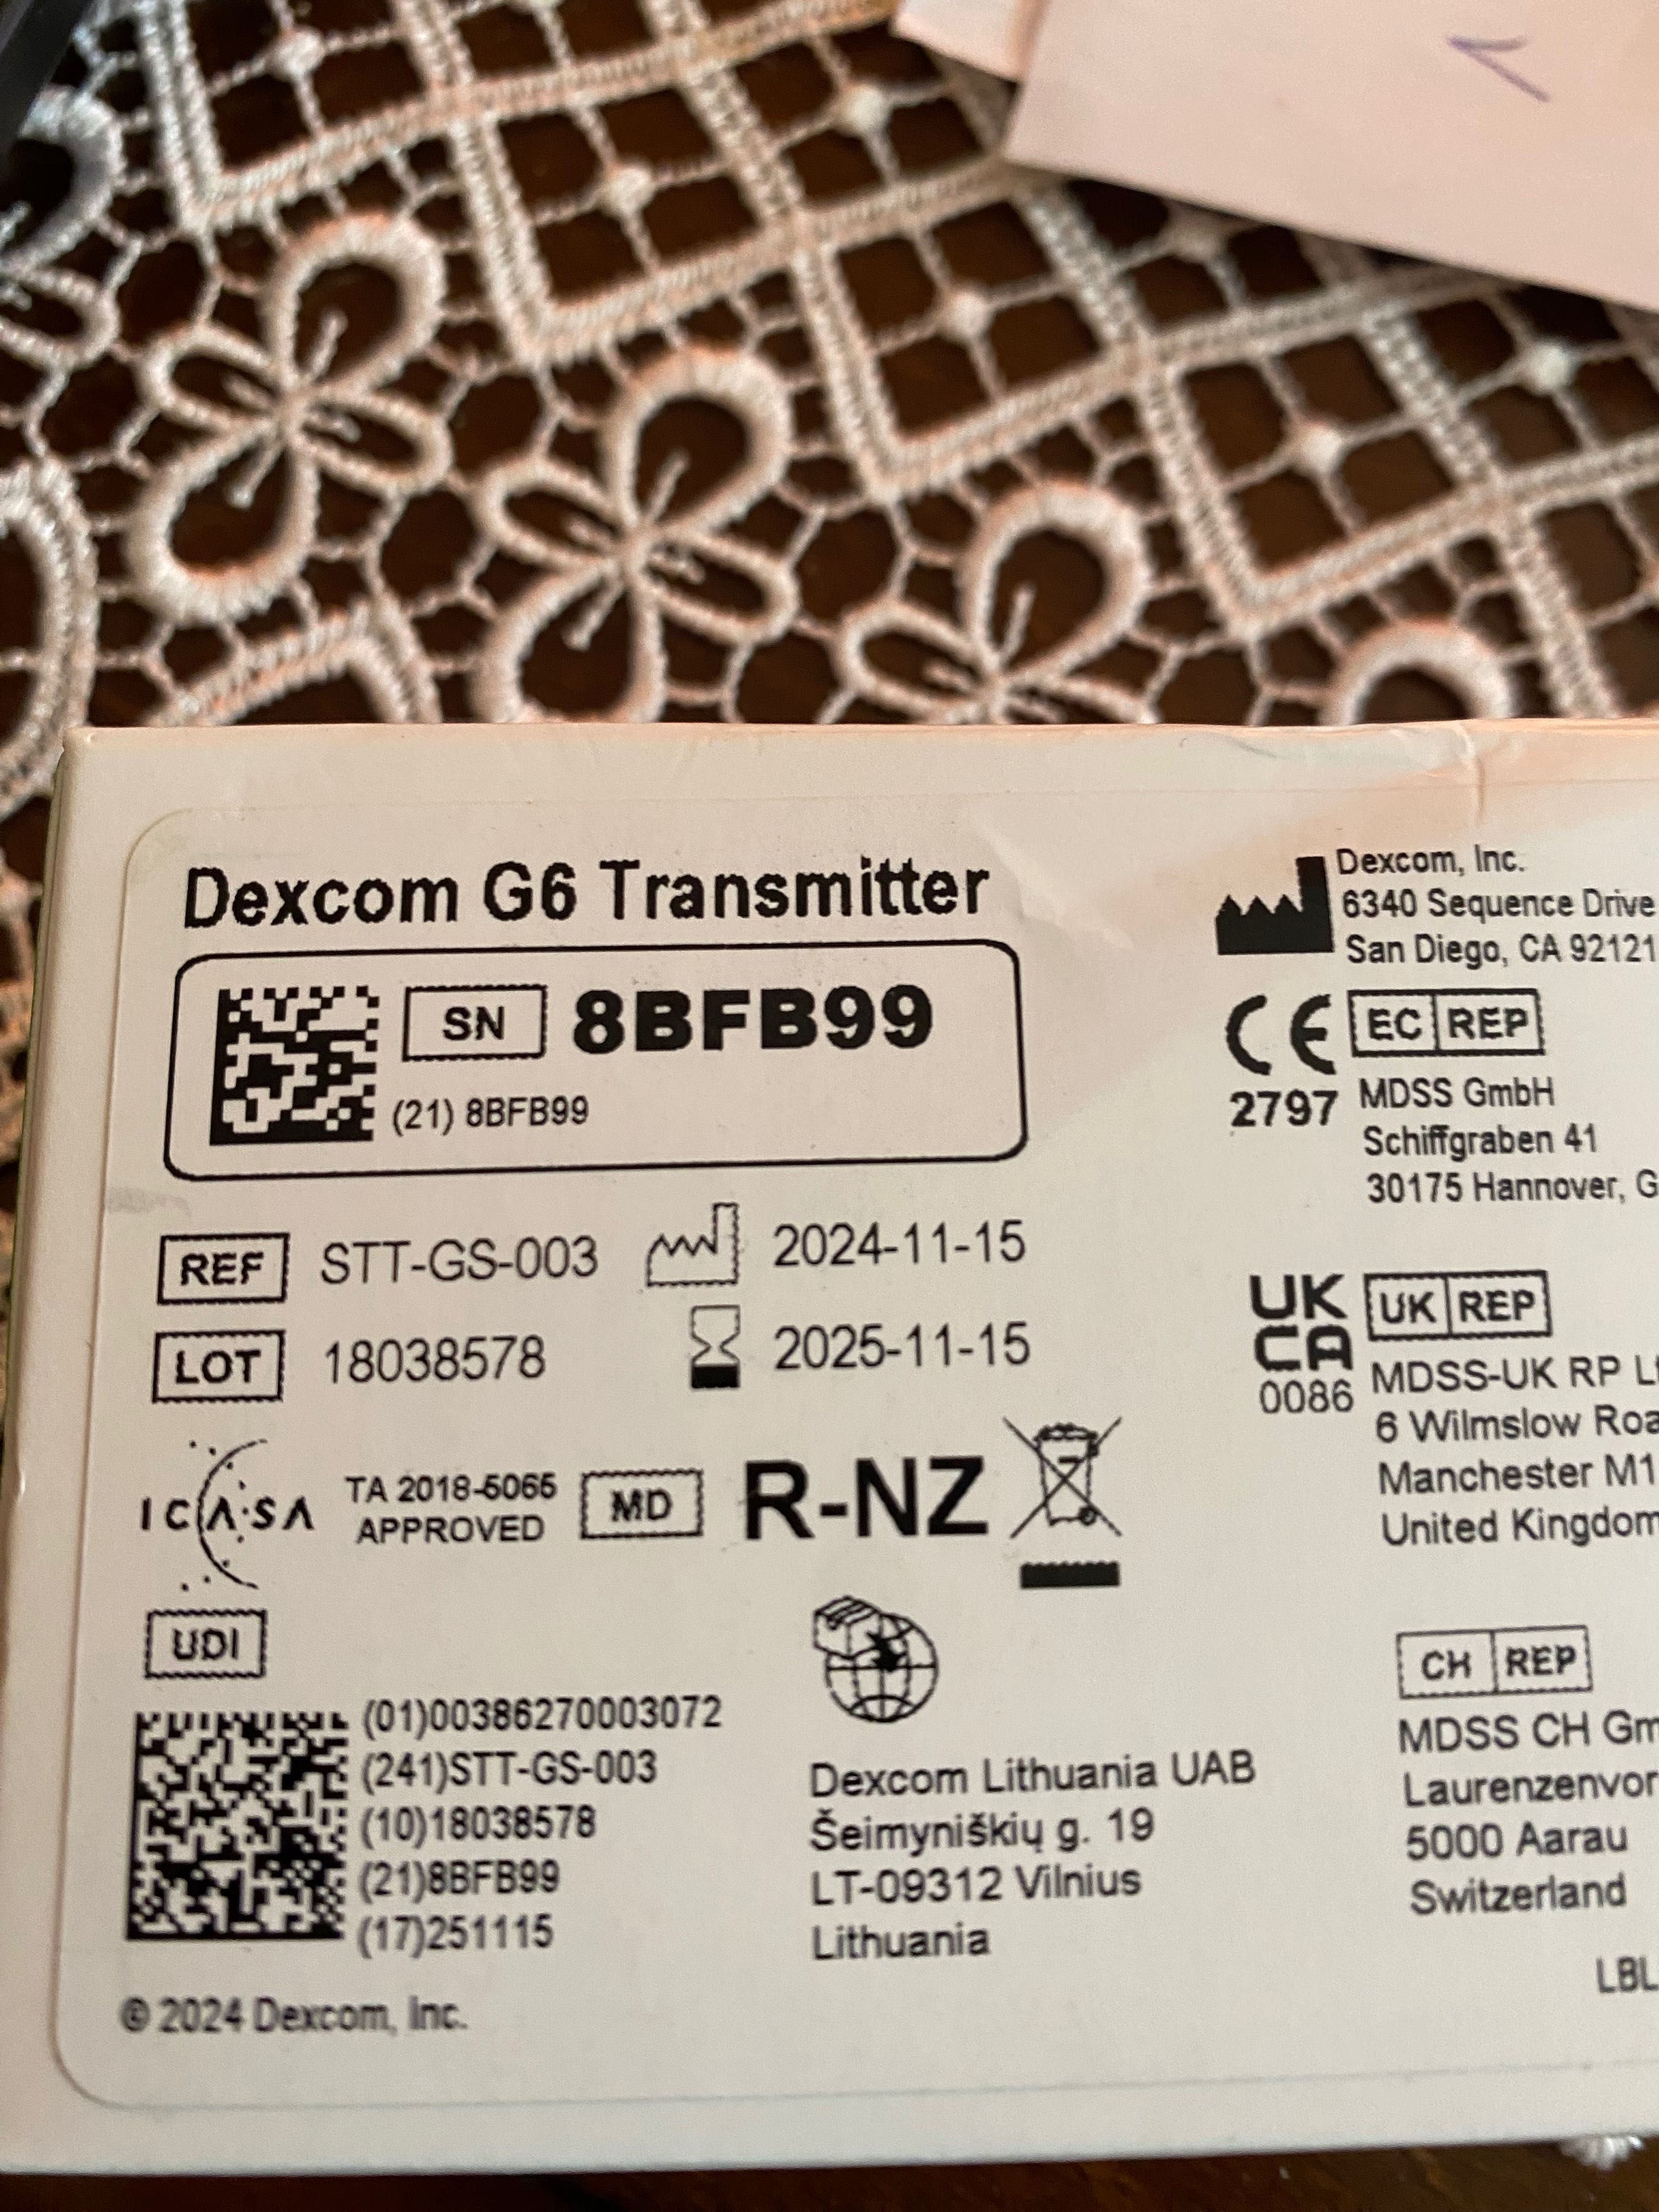 Dexcom G6 Transmitter
SN 8BFB99
(21) 8BFB99
REF STT-GS-003 2024-11-15
LOT 18038578 2025-11-15
ICASA TA 2018-5065
APPROVED
MD R-NZ
UDI
(01)00386270003072
(241)STT-GS-003
(10)18038578
(21)8BFB99
(17)251115
© 2024 Dexcom, Inc.
Dexcom Lithuania UAB
Šeimyniškių g. 19
LT-09312 Vilnius
Lithuania
Dexcom, Inc.
6340 Sequence Drive
San Diego, CA 92121
CE 2797
EC REP
MDSS GmbH
Schiffgraben 41
30175 Hannover, G
UK
CA
0086
UK REP
MDSS-UK RP
6 Wilmslow Roa
Manchester M1
United Kingdom
CH REP
MDSS CH Gm
Laurenzenvor
5000 Aarau
Switzerland
LBL